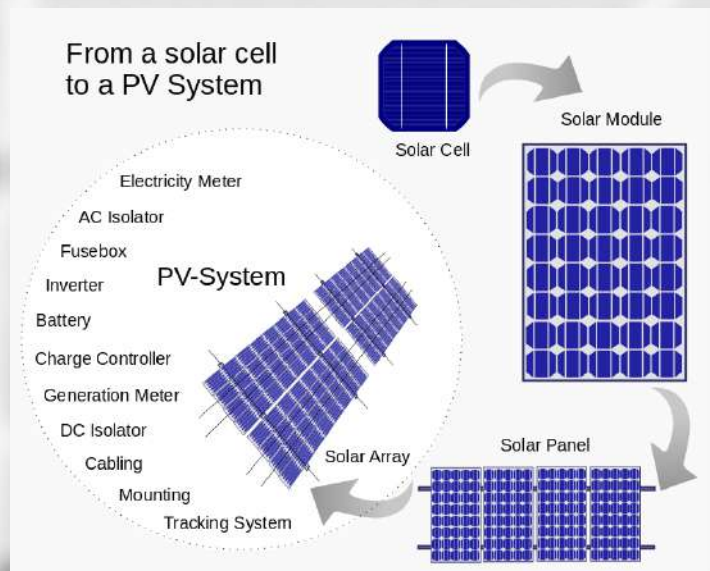 From a solar cell
to a PV System
Solar Cell
Solar Module
Solar Panel
Solar Array
PV-System
Electricity Meter
AC Isolator
Fusebox
Inverter
Battery
Charge Controller
Generation Meter
DC Isolator
Cabling
Mounting
Tracking System